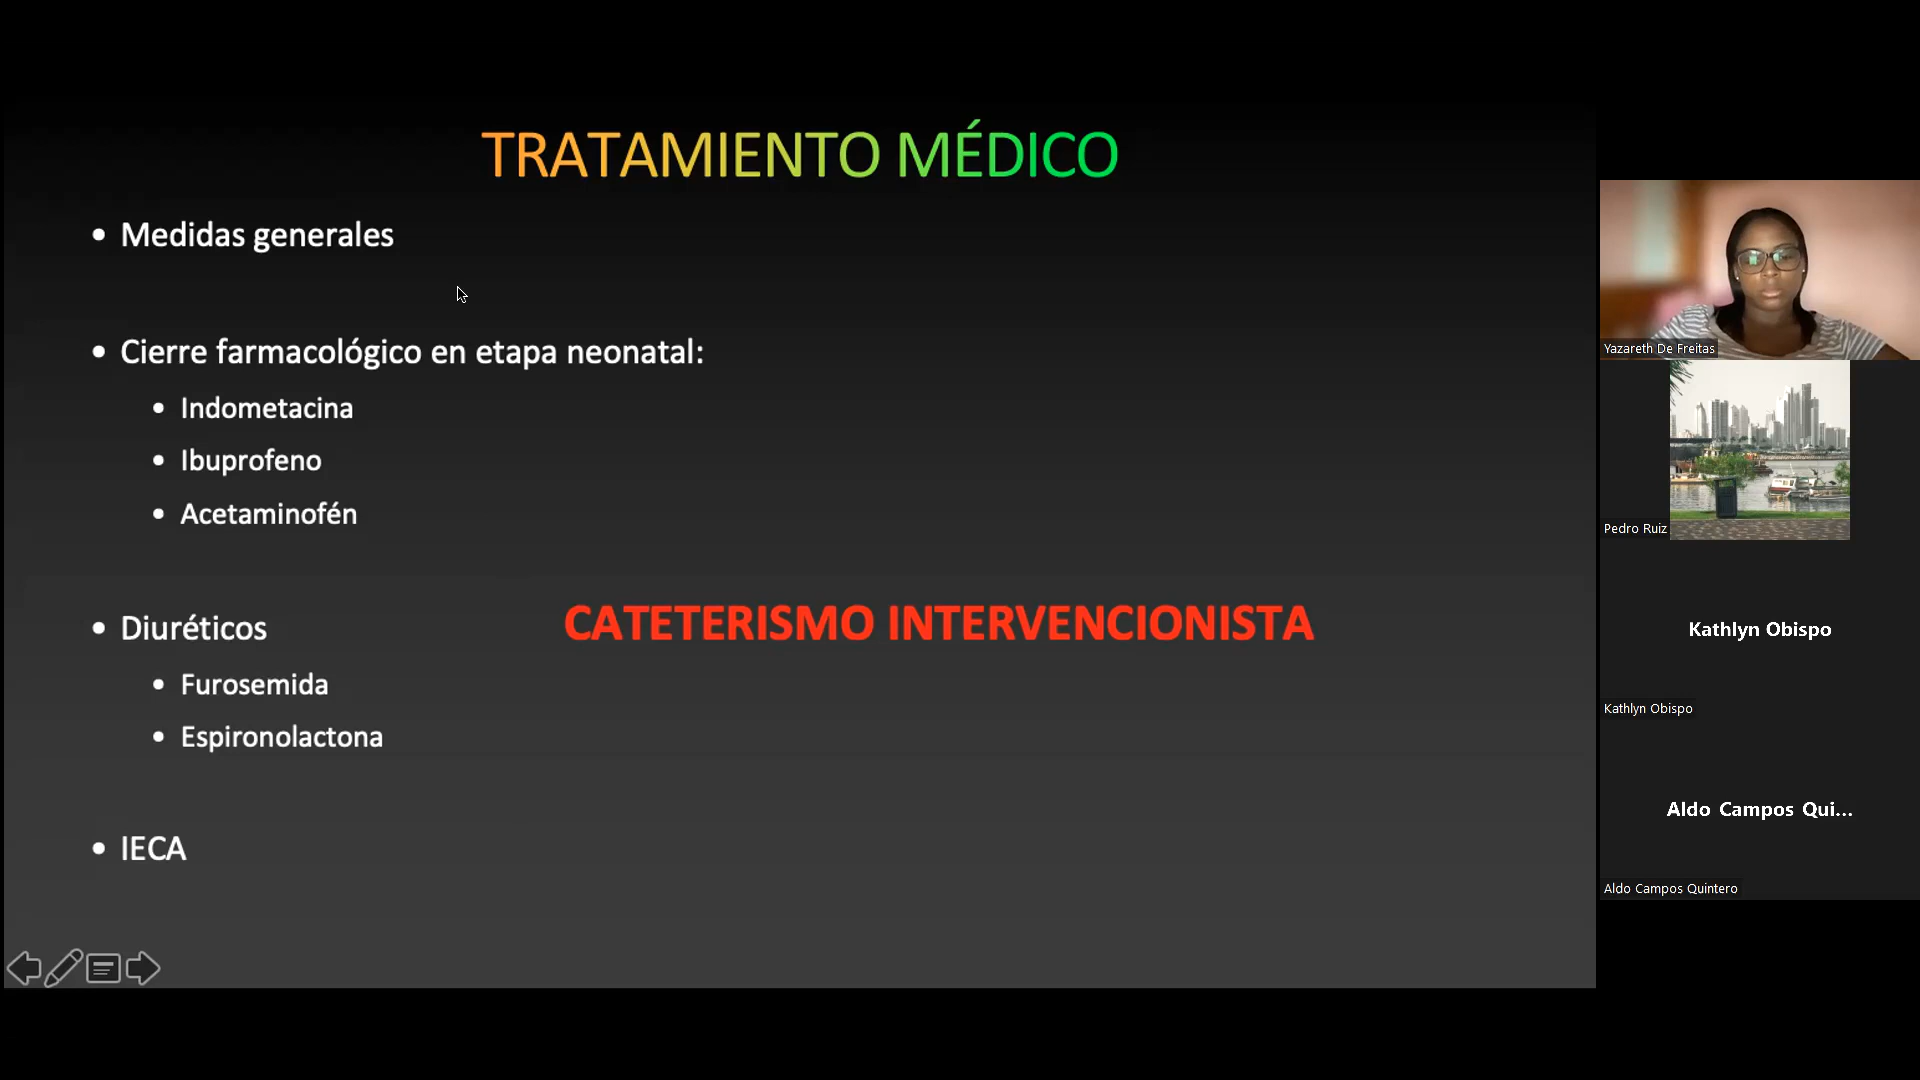 TRATAMIENTO MÉDICO
• Medidas generales
• Cierre farmacológico en etapa neonatal:
• Indometacina
• Ibuprofeno
• Acetaminofén
• Diuréticos
CATETERISMO INTERVENCIONISTA
• Furosemida
• Espironolactona
• IECA
Yazareth De Freitas
Pedro Ruiz
Kathlyn Obispo
Kathlyn Obispo
Aldo Campos Qui...
Aldo Campos Quintero